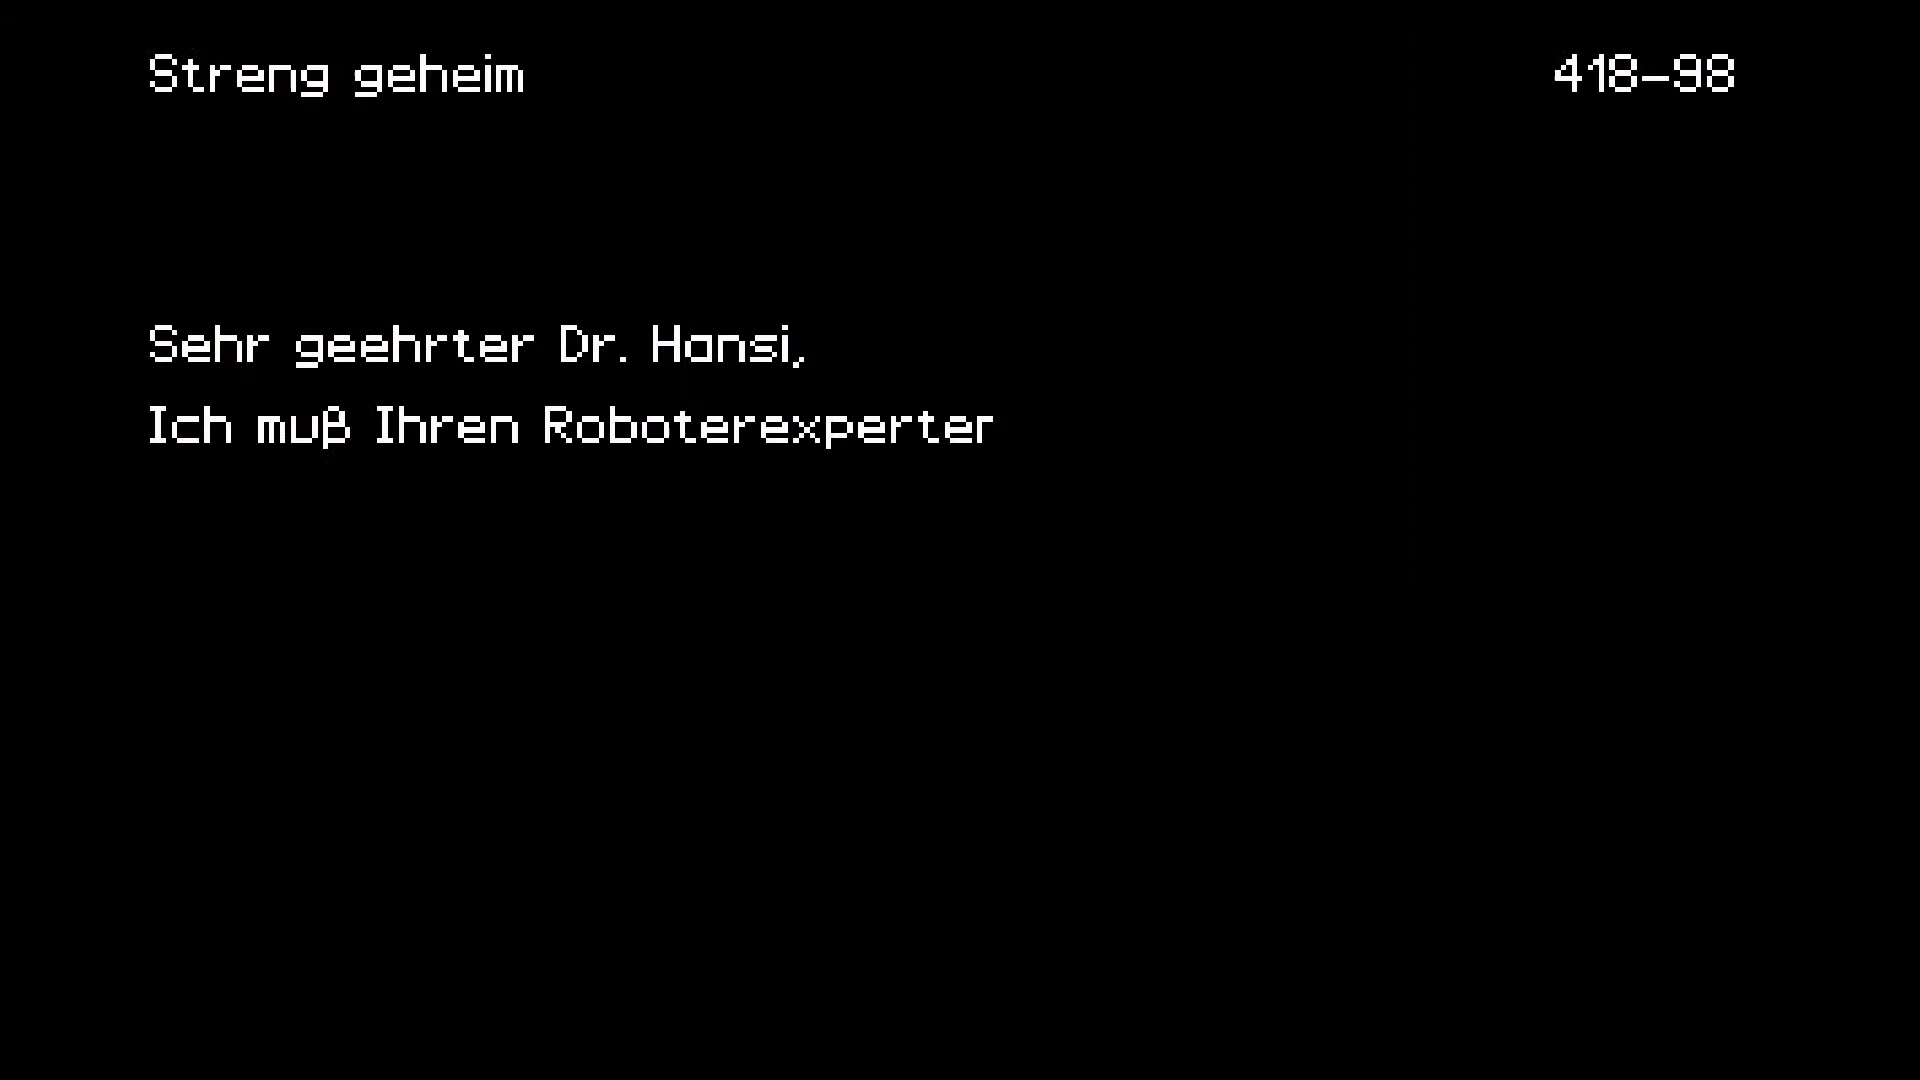 Streng geheim 418-98
Sehr geehrter Dr. Hansi,
Ich muß Ihren Roboterexperter